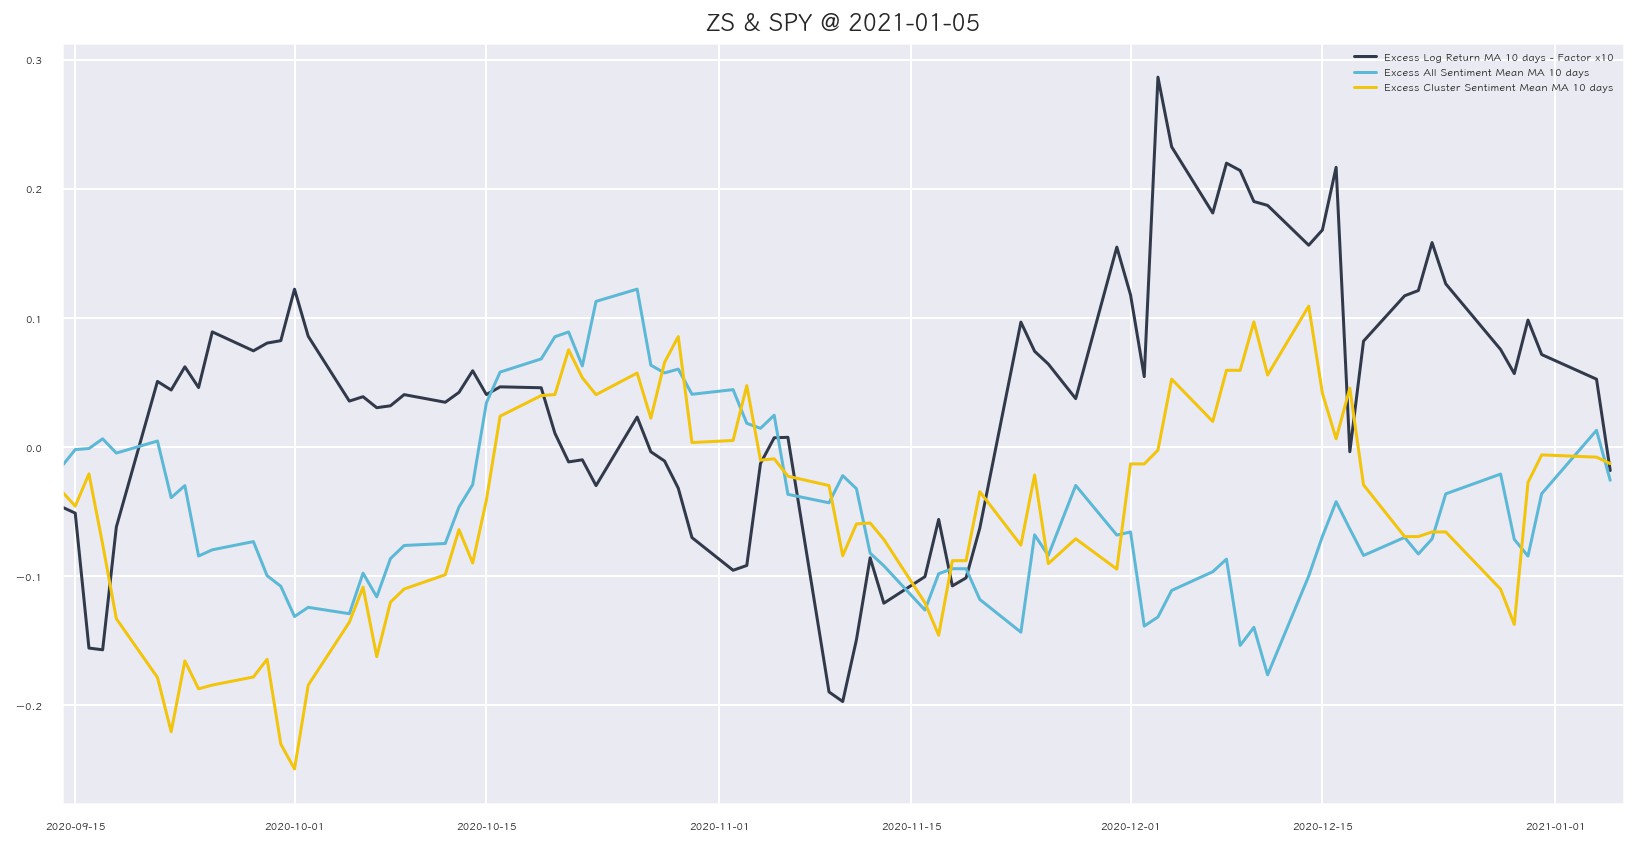 ZS & SPY @ 2021-01-05
Excess Log Return MA 10 days - Factor x10
Excess All Sentiment Mean MA 10 days
Excess Cluster Sentiment Mean MA 10 days
0.3
0.2
0.1
0.0
−0.1
−0.2
2020-09-15 2020-10-01 2020-10-15 2020-11-01 2020-11-15 2020-12-01 2020-12-15 2021-01-01